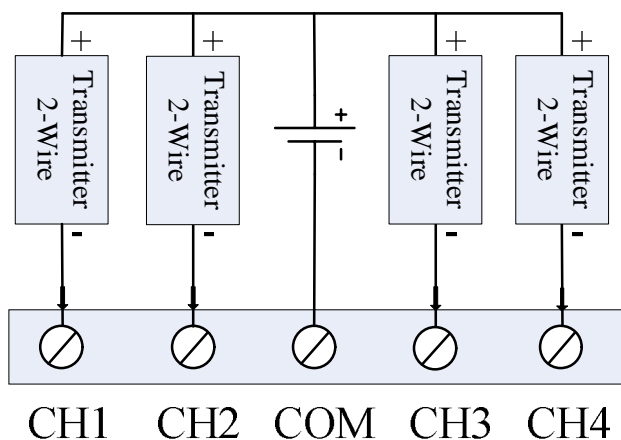 + + + +
Transmitter
2-Wire
Transmitter
2-Wire
+
-
Transmitter
2-Wire
Transmitter
2-Wire
- - - -
CH1 CH2 COM CH3 CH4